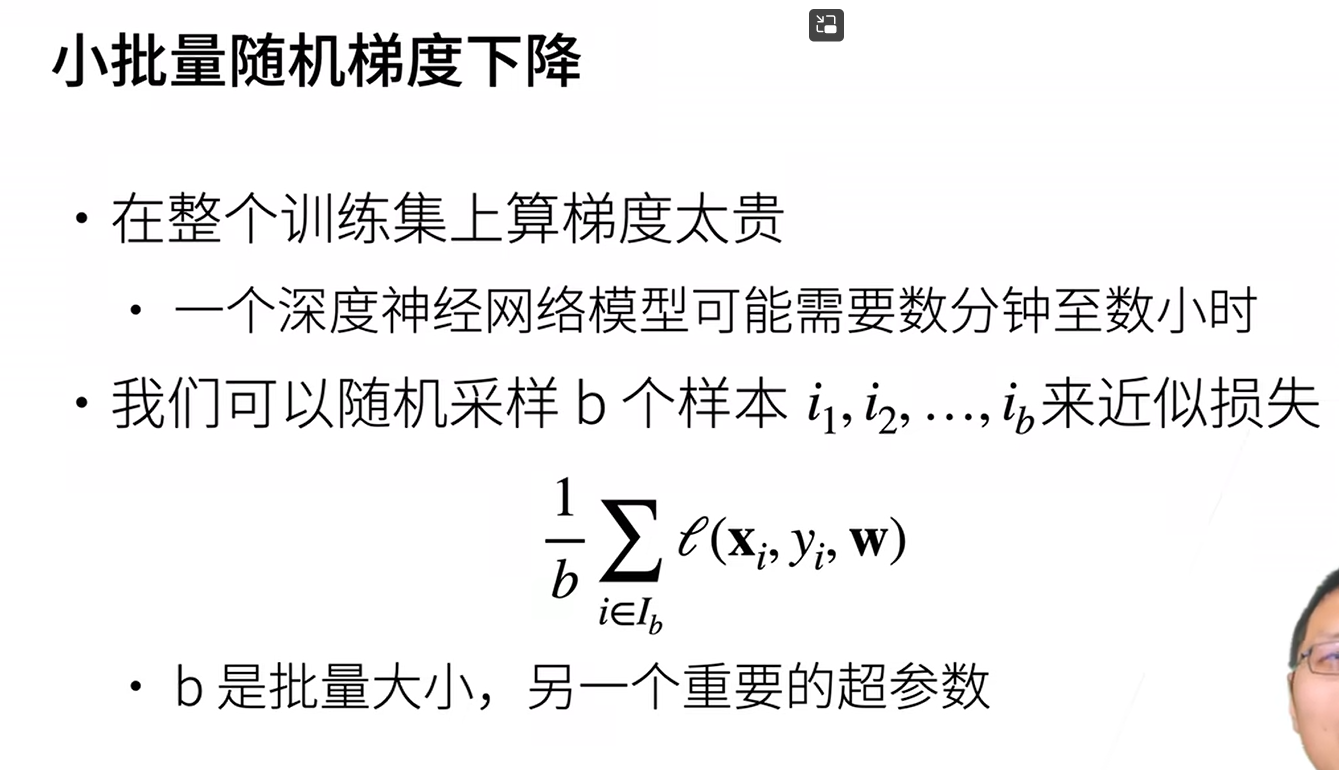 小批量随机梯度下降
• 在整个训练集上算梯度太贵
• 一个深度神经网络模型可能需要数分钟至数小时
• 我们可以随机采样 b 个样本 i₁, i₂, …, i_b 来近似损失
\frac{1}{b} \sum_{i \in I_b} \ell(\mathbf{x}_i, y_i, \mathbf{w})
• b 是批量大小，另一个重要的超参数